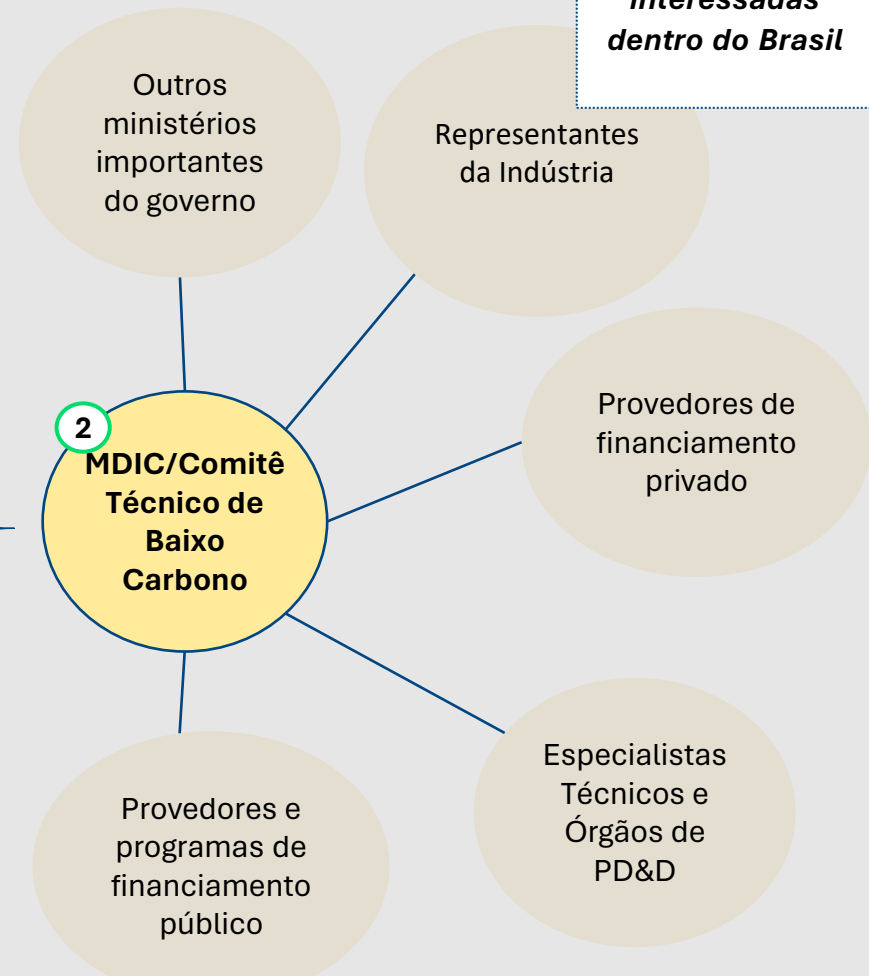 interessadas
dentro do Brasil
Outros
ministérios
importantes
do governo
Representantes
da Indústria
Provedores de
financiamento
privado
2
MDIC/Comitê
Técnico de
Baixo
Carbono
Especialistas
Técnicos e
Órgãos de
PD&D
Provedores e
programas de
financiamento
público